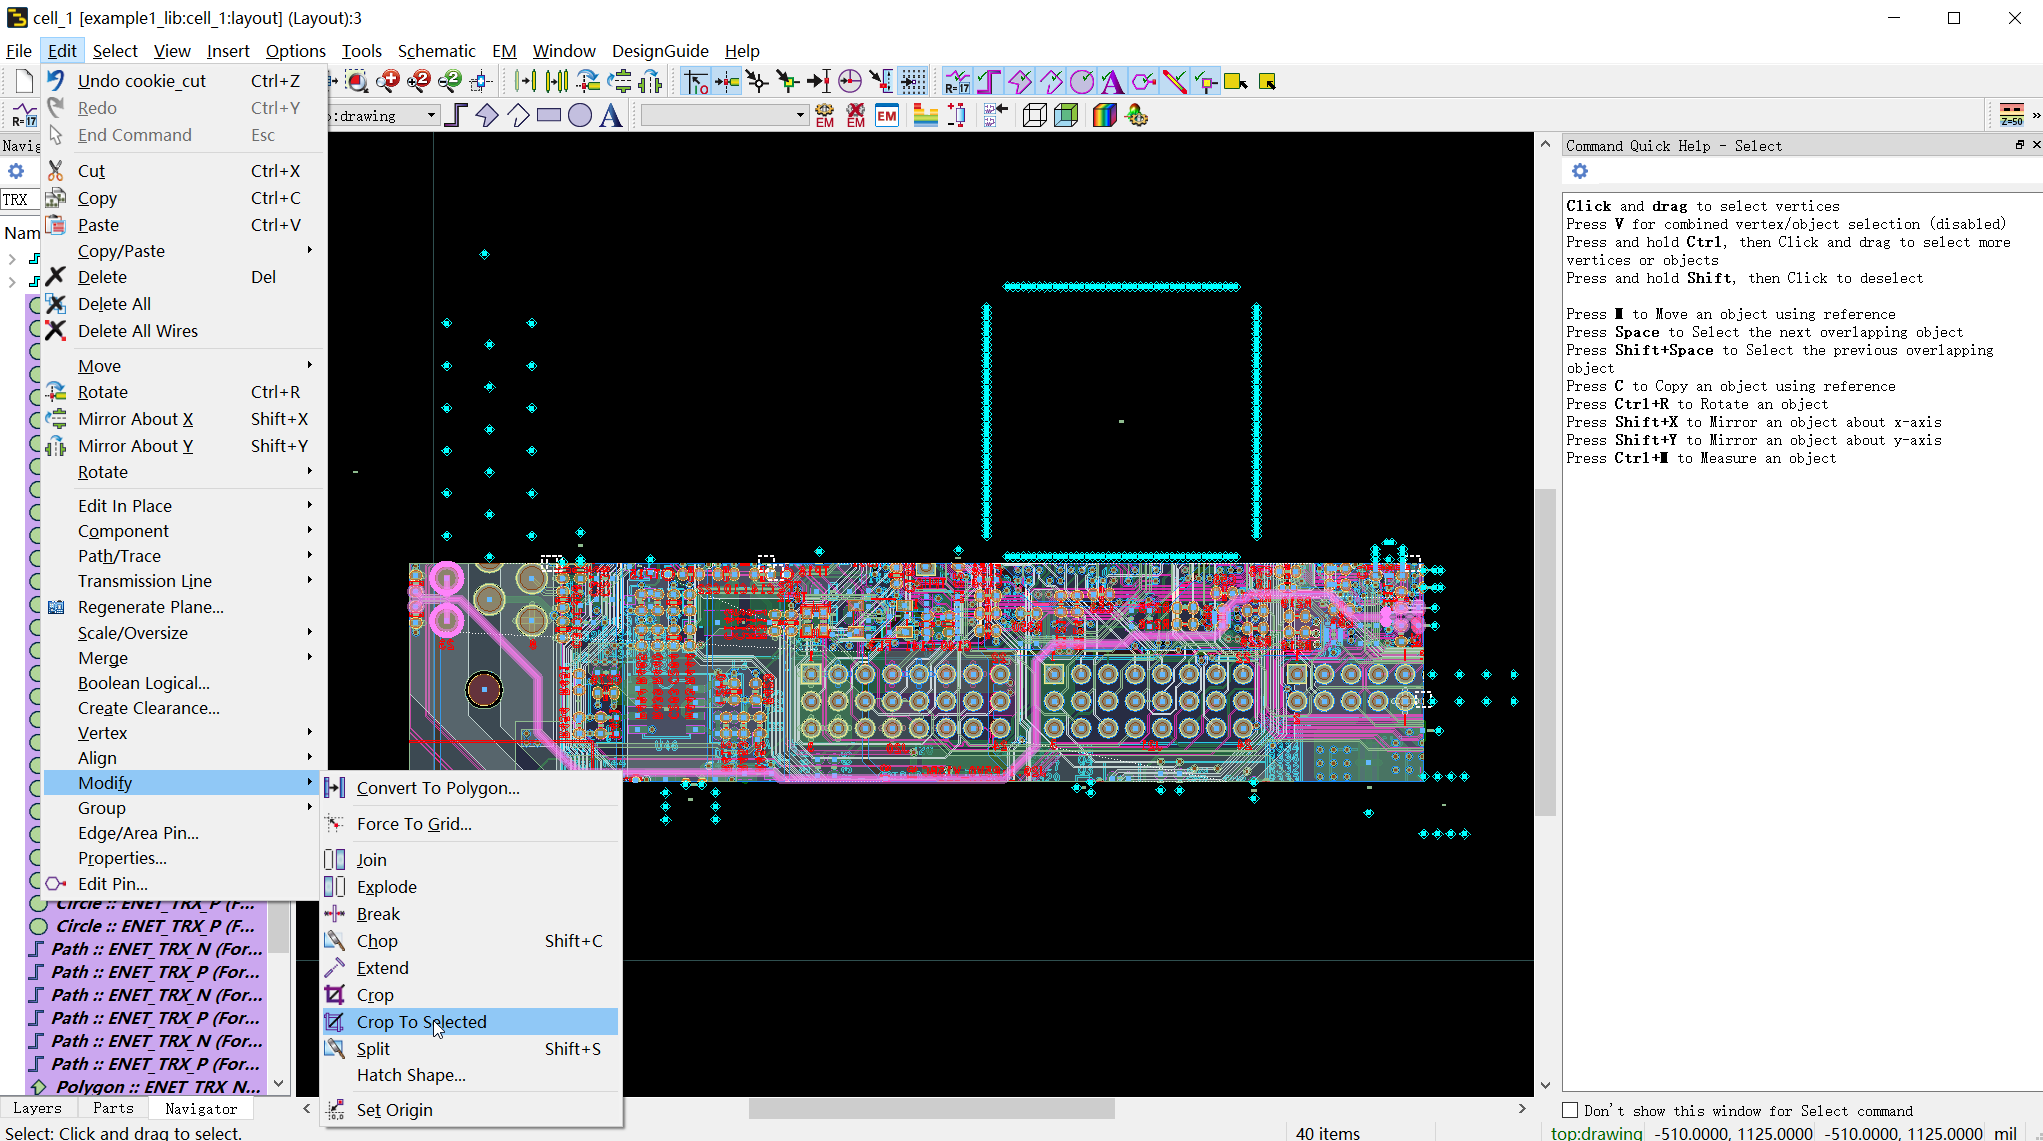 cell_1 [example1_lib:cell_1:layout] (Layout):3
File Edit Select View Insert Options Tools Schematic EM Window DesignGuide Help
Undo cookie_cut Ctrl+Z
Redo Ctrl+Y
R=17
:drawing
EM EM EM
Z=50
End Command Esc
Navig
Command Quick Help - Select
Cut Ctrl+X
Copy Ctrl+C
TRX
Paste Ctrl+V
Nam
Copy/Paste
Delete Del
Delete All
Delete All Wires
Move
Rotate Ctrl+R
Mirror About X Shift+X
Mirror About Y Shift+Y
Rotate
Edit In Place
Component
Path/Trace
Transmission Line
Regenerate Plane...
Scale/Oversize
Merge
Boolean Logical...
Create Clearance...
Vertex
Align
Modify
Group
Edge/Area Pin...
Properties...
Edit Pin...
Convert To Polygon...
Force To Grid...
Join
Explode
Break
Chop Shift+C
Extend
Crop
Crop To Selected
Split Shift+S
Hatch Shape...
Set Origin
Click and drag to select vertices
Press V for combined vertex/object selection (disabled)
Press and hold Ctrl, then Click and drag to select more
vertices or objects
Press and hold Shift, then Click to deselect
Press M to Move an object using reference
Press Space to Select the next overlapping object
Press Shift+Space to Select the previous overlapping
object
Press C to Copy an object using reference
Press Ctrl+R to Rotate an object
Press Shift+X to Mirror an object about x-axis
Press Shift+Y to Mirror an object about y-axis
Press Ctrl+M to Measure an object
U46
Circle :: ENET_TRX_P (F...
Circle :: ENET_TRX_P (F...
Path :: ENET_TRX_N (For...
Path :: ENET_TRX_P (For...
Path :: ENET_TRX_N (For...
Path :: ENET_TRX_P (For...
Path :: ENET_TRX_N (For...
Path :: ENET_TRX_P (For...
Polygon :: ENET_TRX_N...
Layers Parts Navigator
Don't show this window for Select command
Select: Click and drag to select.
40 items
top:drawing -510.0000, 1125.0000 -510.0000, 1125.0000 mil